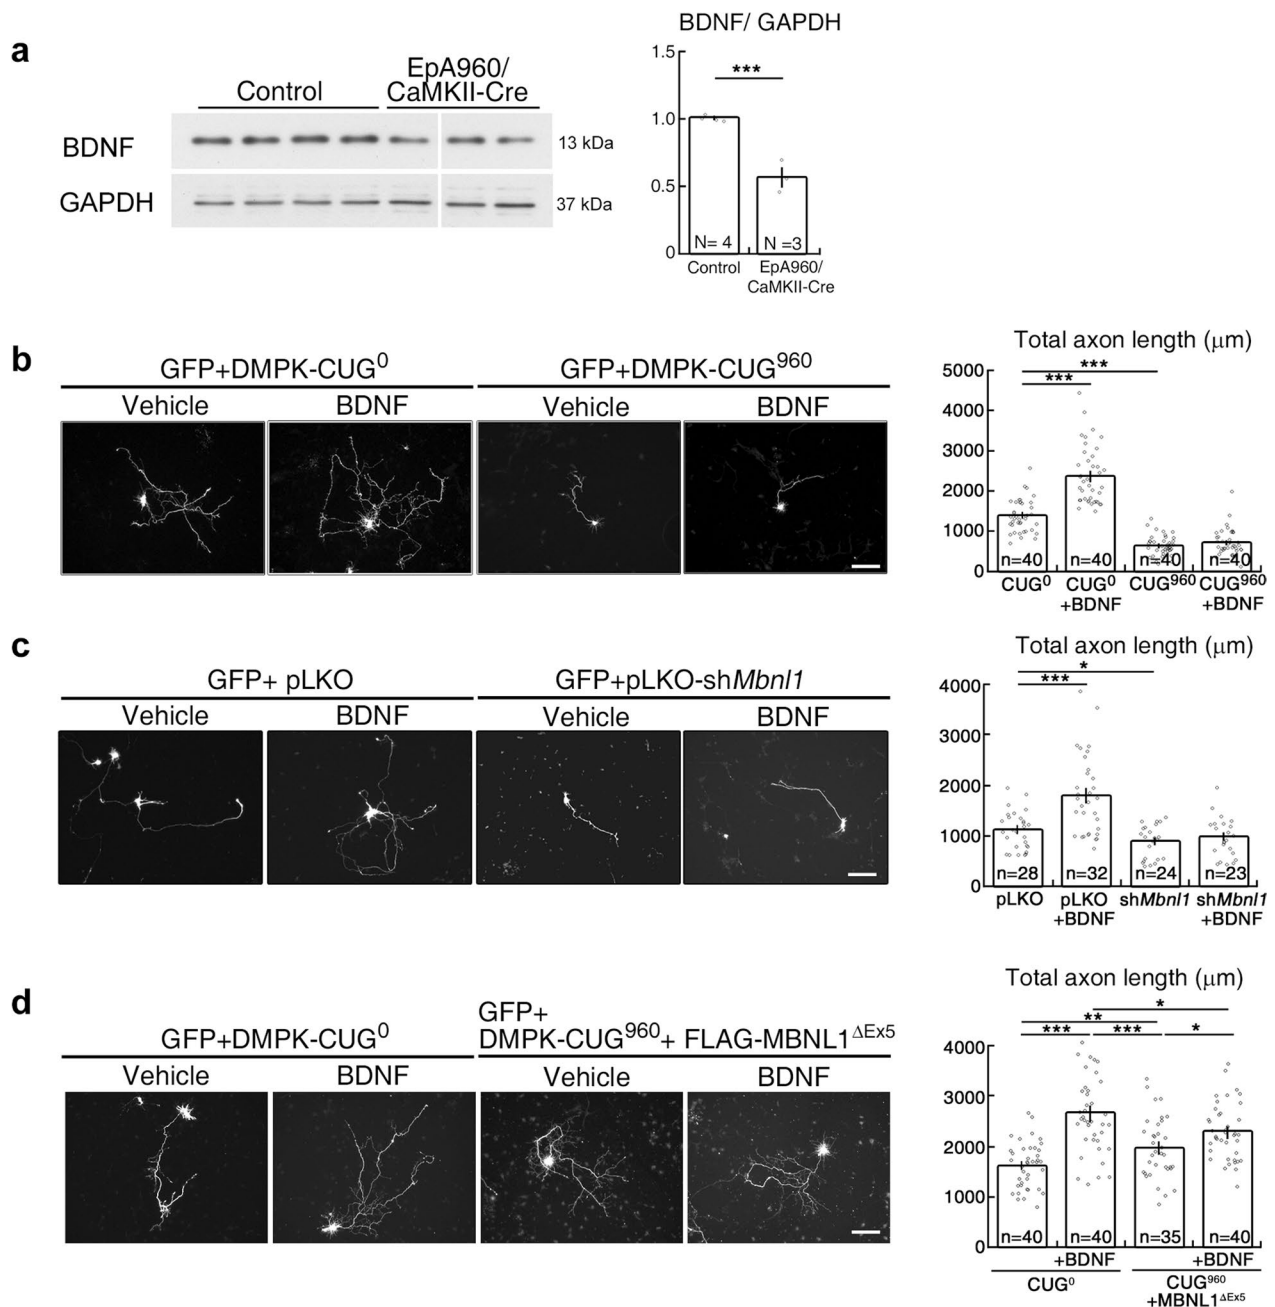 a
Control
EpA960/
CaMKII-Cre
BDNF
13 kDa
GAPDH
37 kDa
BDNF/ GAPDH
1.5
***
1.0
0.5
0
N= 4
N =3
Control
EpA960/
CaMKII-Cre
b
GFP+DMPK-CUG⁰
GFP+DMPK-CUG⁹⁶⁰
Vehicle
BDNF
Vehicle
BDNF
Total axon length (μm)
5000
***
***
4000
3000
2000
1000
0
n=40
n=40
n=40
n=40
CUG⁰
CUG⁰
+BDNF
CUG⁹⁶⁰
CUG⁹⁶⁰
+BDNF
c
GFP+ pLKO
GFP+pLKO-shMbnl1
Vehicle
BDNF
Vehicle
BDNF
Total axon length (μm)
*
***
4000
3000
2000
1000
0
n=28
n=32
n=24
n=23
pLKO
pLKO
+BDNF
shMbnl1
shMbnl1
+BDNF
d
GFP+DMPK-CUG⁰
GFP+
DMPK-CUG⁹⁶⁰+ FLAG-MBNL1ΔEx5
Vehicle
BDNF
Vehicle
BDNF
Total axon length (μm)
*
**
***
***
*
4000
3000
2000
1000
0
n=40
n=40
n=35
n=40
+BDNF
+BDNF
CUG⁰
CUG⁹⁶⁰
+MBNL1ΔEx5